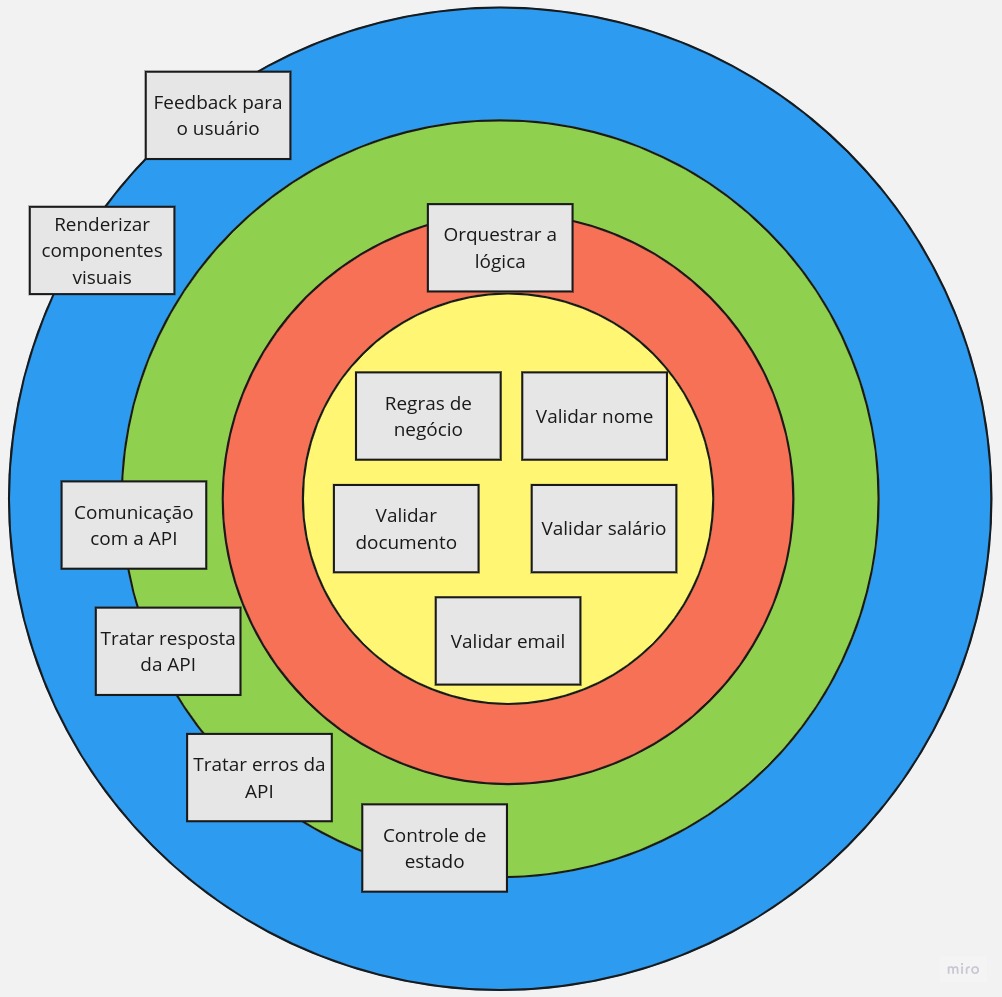 Feedback para
o usuário
Renderizar
componentes
visuais
Orquestrar a
lógica
Regras de
negócio
Validar nome
Validar
documento
Validar salário
Validar email
Comunicação
com a API
Tratar resposta
da API
Tratar erros da
API
Controle de
estado
miro